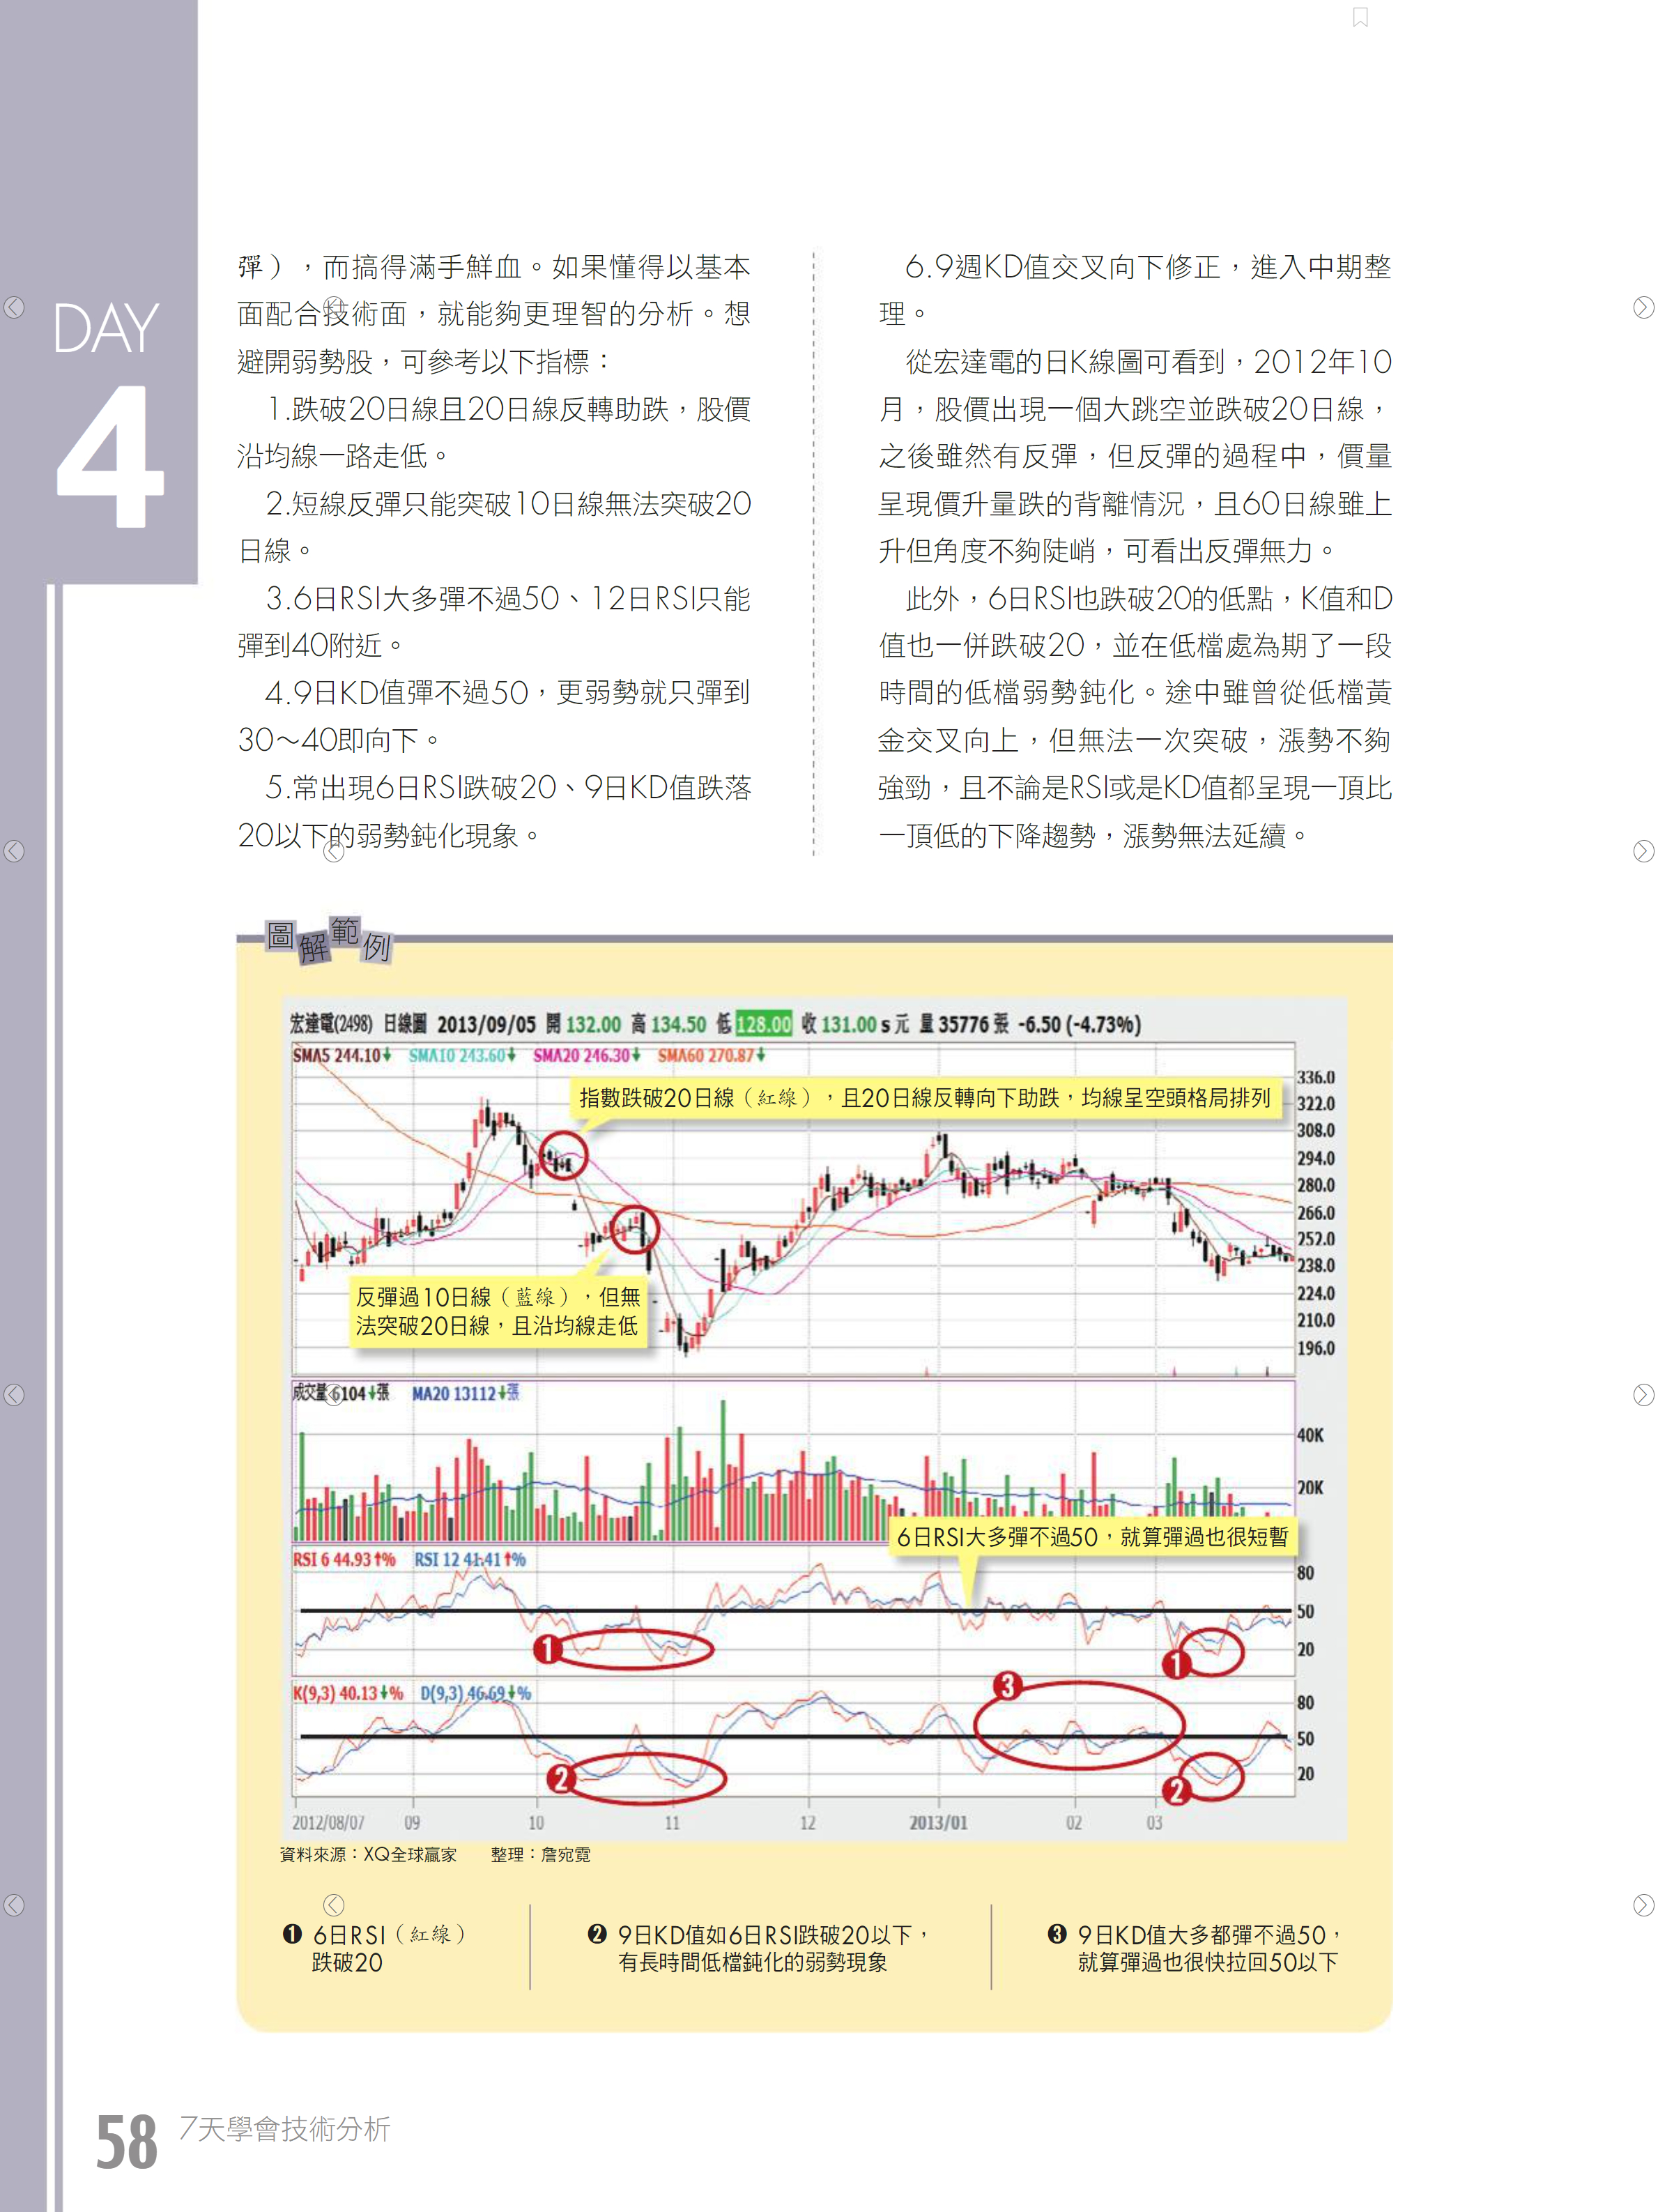 DAY
4
彈），而搞得滿手鮮血。如果懂得以基本
面配合技術面，就能夠更理智的分析。想
避開弱勢股，可參考以下指標：
1.跌破20日線且20日線反轉助跌，股價
沿均線一路走低。
2.短線反彈只能突破10日線無法突破20
日線。
3.6日RSI大多彈不過50、12日RSI只能
彈到40附近。
4.9日KD值彈不過50，更弱勢就只彈到
30～40即向下。
5.常出現6日RSI跌破20、9日KD值跌落
20以下的弱勢鈍化現象。
6.9週KD值交叉向下修正，進入中期整
理。
從宏達電的日K線圖可看到，2012年10
月，股價出現一個大跳空並跌破20日線，
之後雖然有反彈，但反彈的過程中，價量
呈現價升量跌的背離情況，且60日線雖上
升但角度不夠陡峭，可看出反彈無力。
此外，6日RSI也跌破20的低點，K值和D
值也一併跌破20，並在低檔處為期了一段
時間的低檔弱勢鈍化。途中雖曾從低檔黃
金交叉向上，但無法一次突破，漲勢不夠
強勁，且不論是RSI或是KD值都呈現一頂比
一頂低的下降趨勢，漲勢無法延續。
圖解範例
宏達電(2498) 日線圖 2013/09/05 開 132.00 高 134.50 低 128.00 收 131.00 s 元 量 35776 張 -6.50 (-4.73%)
SMA5 244.10↓ SMA10 243.60↓ SMA20 246.30↓ SMA60 270.87↓
指數跌破20日線（紅線），且20日線反轉向下助跌，均線呈空頭格局排列
336.0
322.0
308.0
294.0
280.0
266.0
252.0
238.0
224.0
210.0
196.0
反彈過10日線（藍線），但無
法突破20日線，且沿均線走低
成交量 6104↓張 MA20 13112↓張
40K
20K
6日RSI大多彈不過50，就算彈過也很短暫
RSI 6 44.93↑% RSI 12 41.41↑%
80
50
20
1
1
K(9,3) 40.13↓% D(9,3) 46.69↓%
3
80
50
20
2
2
2012/08/07 09 10 11 12 2013/01 02 03
資料來源：XQ全球贏家 整理：詹宛霓
❶ 6日RSI（紅線）
跌破20
❷ 9日KD值如6日RSI跌破20以下，
有長時間低檔鈍化的弱勢現象
❸ 9日KD值大多都彈不過50，
就算彈過也很快拉回50以下
58 7天學會技術分析